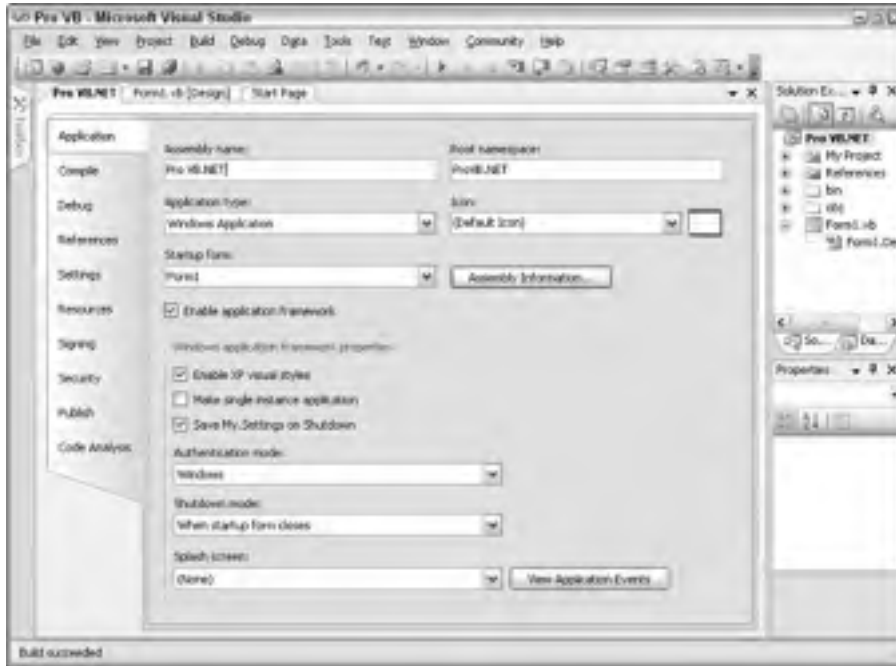 Pro VB - Microsoft Visual Studio
File Edit View Project Build Debug Data Tools Test Window Community Help
Pro VB.NET Form1.vb [Design] Start Page
Toolbox
Application
Compile
Debug
References
Settings
Resources
Signing
Security
Publish
Code Analysis
Assembly name:
Root namespace:
Pro VB.NET
ProVB.NET
Application type:
Icon:
Windows Application
(Default Icon)
Startup form:
Form1
Assembly Information...
Enable application framework
Windows application framework properties
Enable XP visual styles
Make single instance application
Save My.Settings on Shutdown
Authentication mode:
Windows
Shutdown mode:
When startup form closes
Splash screen:
(None)
View Application Events
Solution Ex...
Pro VB.NET
My Project
References
bin
obj
Form1.vb
Form1.De
So...
Da...
Properties
Build succeeded